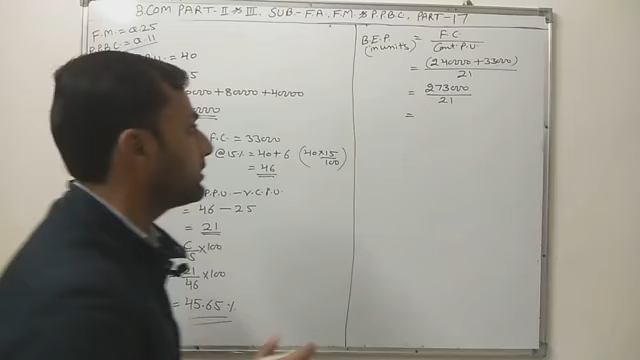 B.COM PART-II & III. SUB-F.A. F.M & P.P.B.C. PART-17
F.M. = Q.25
P.P.B.C = Q.11
= 40
+ 80000 + 40000
F.C. = 33000
@15% = 40+6 (40×15/100)
= 46
P.P.U. - V.C.P.U.
= 46 - 25
= 21
×100
21/46 ×100
= 45.65%
B.E.P. (in units) = F.C / Cont. P.U.
= (240000 + 33000) / 21
= 273000 / 21
=